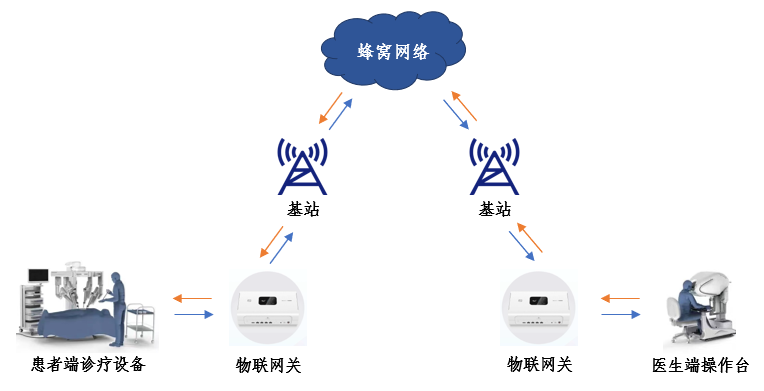 蜂窝网络
基站
基站
患者端诊疗设备
物联网关
物联网关
医生端操作台